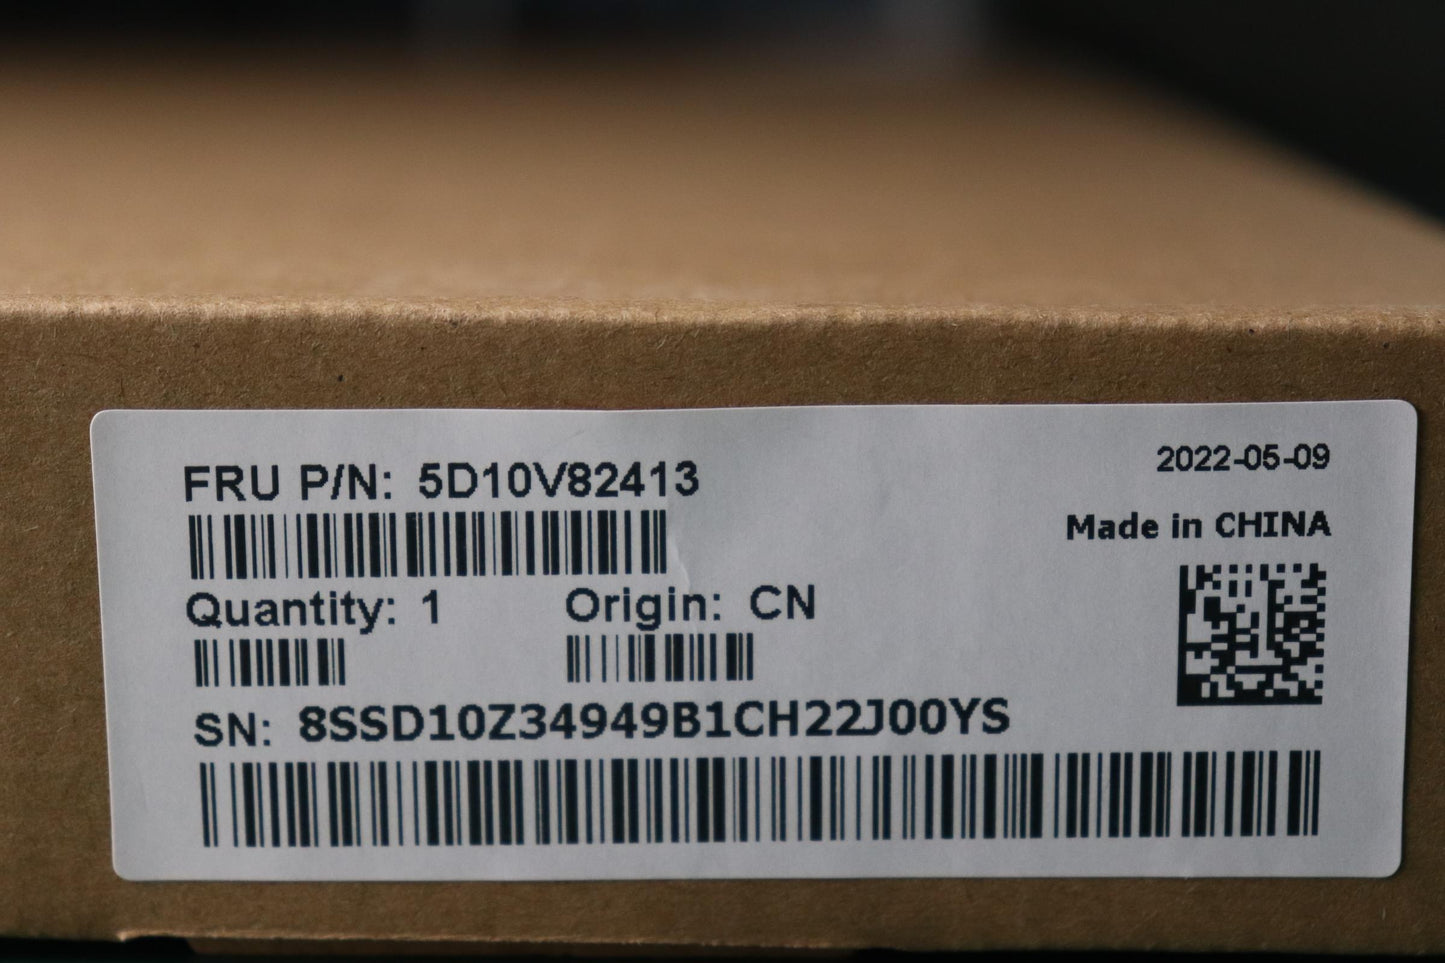 2022-05-09
FRU P/N: 5D10V82413
Made in CHINA
Quantity: 1 Origin: CN
SN: 8SSD10Z34949B1CH22J00YS